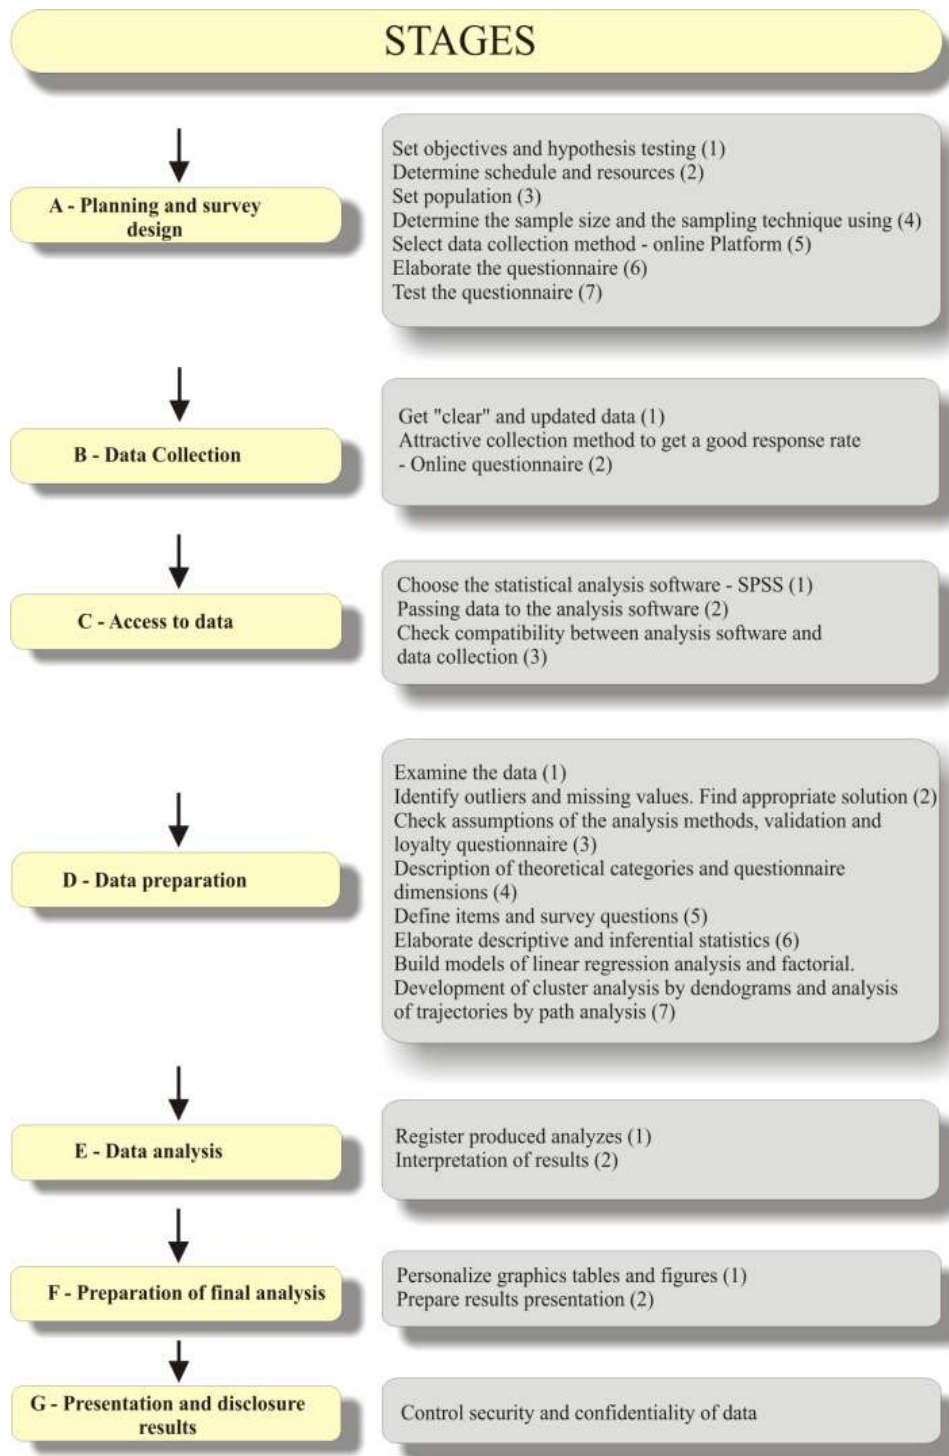 STAGES
A - Planning and survey
design
Set objectives and hypothesis testing (1)
Determine schedule and resources (2)
Set population (3)
Determine the sample size and the sampling technique using (4)
Select data collection method - online Platform (5)
Elaborate the questionnaire (6)
Test the questionnaire (7)
B - Data Collection
Get "clear" and updated data (1)
Attractive collection method to get a good response rate
- Online questionnaire (2)
C - Access to data
Choose the statistical analysis software - SPSS (1)
Passing data to the analysis software (2)
Check compatibility between analysis software and
data collection (3)
D - Data preparation
Examine the data (1)
Identify outliers and missing values. Find appropriate solution (2)
Check assumptions of the analysis methods, validation and
loyalty questionnaire (3)
Description of theoretical categories and questionnaire
dimensions (4)
Define items and survey questions (5)
Elaborate descriptive and inferential statistics (6)
Build models of linear regression analysis and factorial.
Development of cluster analysis by dendograms and analysis
of trajectories by path analysis (7)
E - Data analysis
Register produced analyzes (1)
Interpretation of results (2)
F - Preparation of final analysis
Personalize graphics tables and figures (1)
Prepare results presentation (2)
G - Presentation and disclosure
results
Control security and confidentiality of data